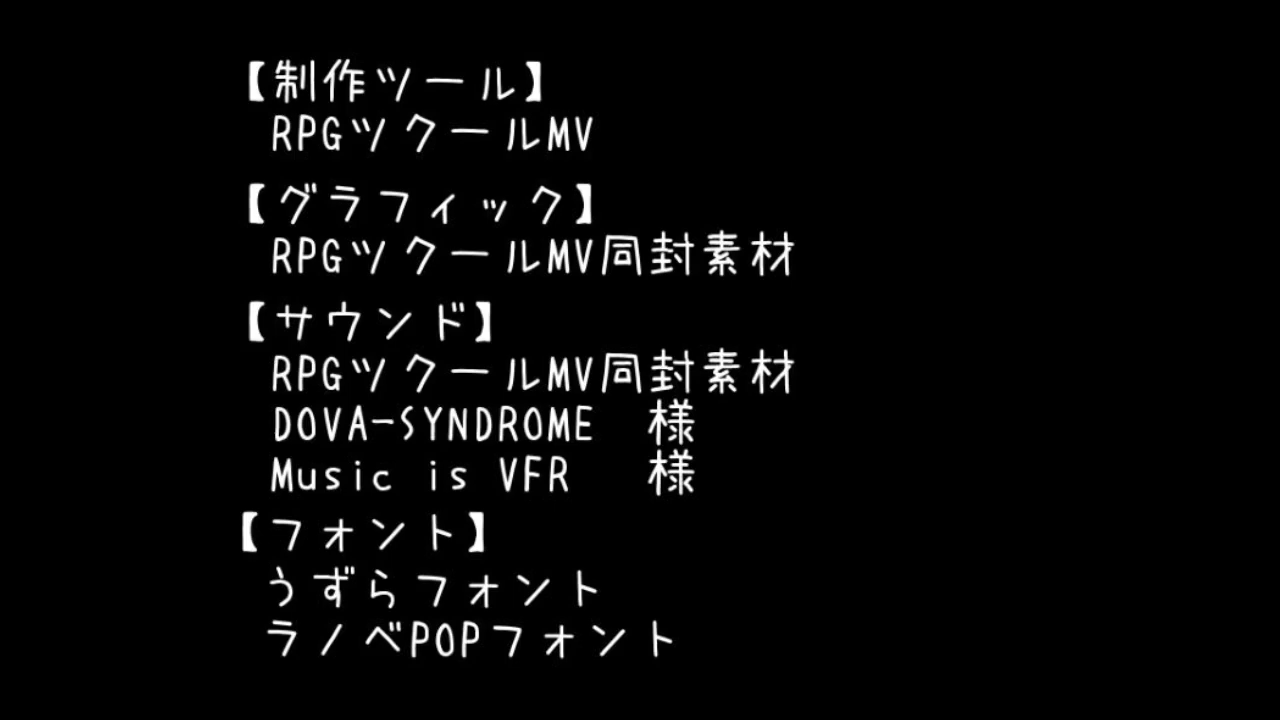 【制作ツール】
RPGツクールMV
【グラフィック】
RPGツクールMV同封素材
【サウンド】
RPGツクールMV同封素材
DOVA-SYNDROME 様
Music is VFR 様
【フォント】
うずらフォント
ラノベPOPフォント